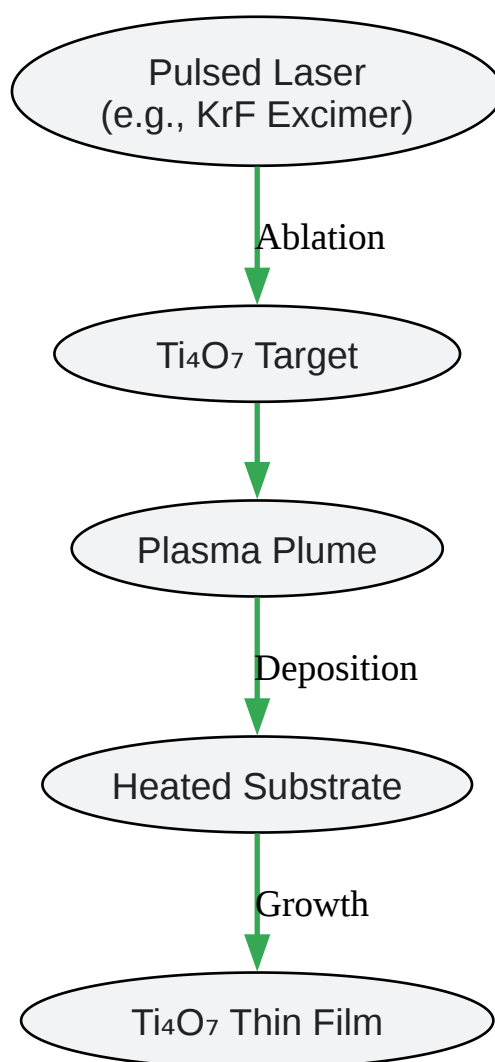 Pulsed Laser
(e.g., KrF Excimer)
Ablation
Ti₄O₇ Target
Plasma Plume
Deposition
Heated Substrate
Growth
Ti₄O₇ Thin Film